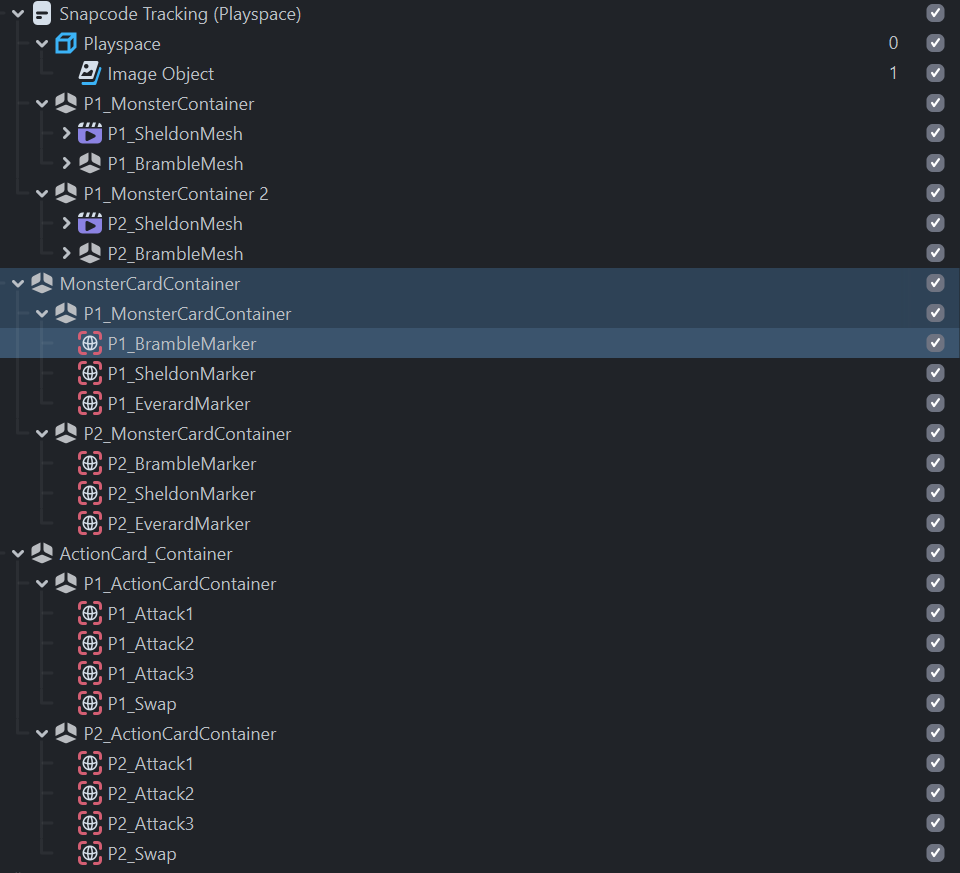 Snapcode Tracking (Playspace)
Playspace 0
Image Object 1
P1_MonsterContainer
P1_SheldonMesh
P1_BrambleMesh
P1_MonsterContainer 2
P2_SheldonMesh
P2_BrambleMesh
MonsterCardContainer
P1_MonsterCardContainer
P1_BrambleMarker
P1_SheldonMarker
P1_EverardMarker
P2_MonsterCardContainer
P2_BrambleMarker
P2_SheldonMarker
P2_EverardMarker
ActionCard_Container
P1_ActionCardContainer
P1_Attack1
P1_Attack2
P1_Attack3
P1_Swap
P2_ActionCardContainer
P2_Attack1
P2_Attack2
P2_Attack3
P2_Swap